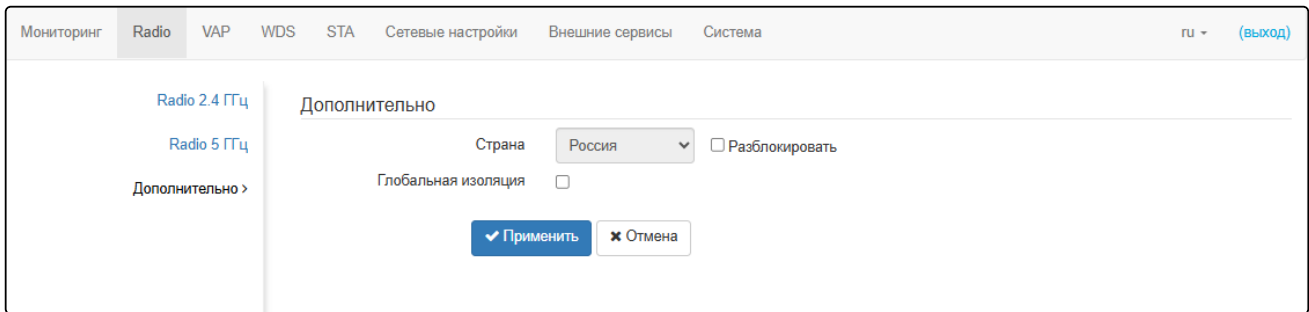 Мониторинг Radio VAP WDS STA Сетевые настройки Внешние сервисы Система ru (выход)
Radio 2.4 ГГц
Radio 5 ГГц
Дополнительно >
Дополнительно
Страна Россия Разблокировать
Глобальная изоляция
Применить Отмена